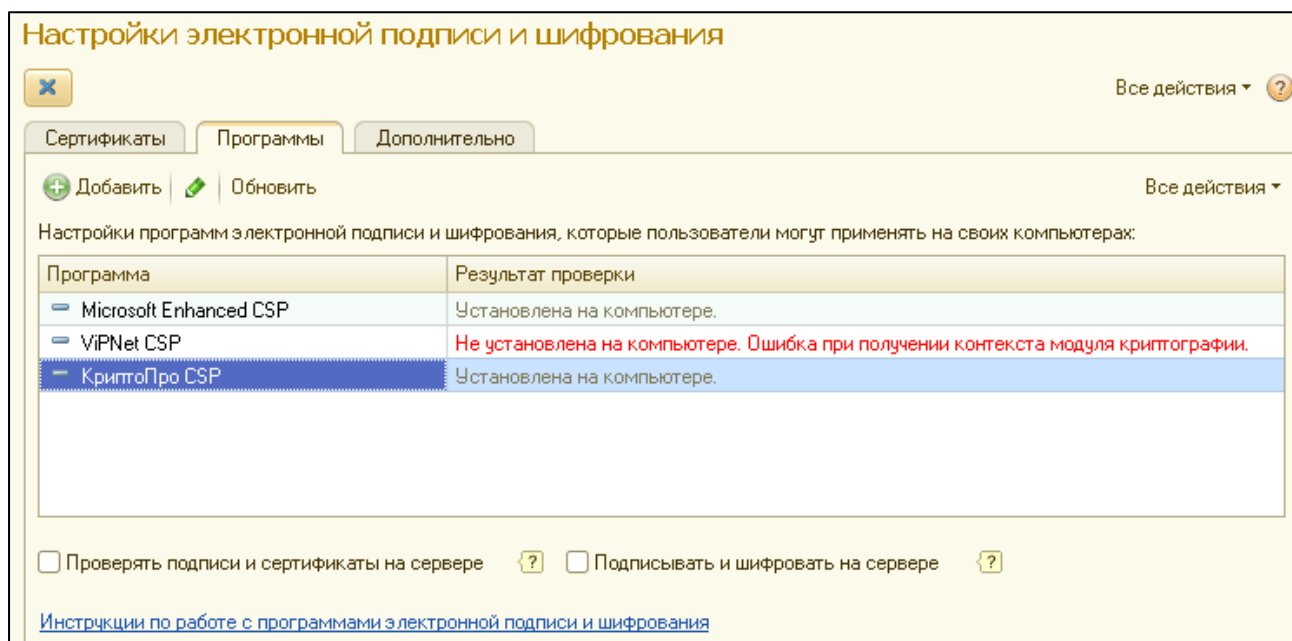 Настройки электронной подписи и шифрования
Все действия
?
Сертификаты Программы Дополнительно
Добавить Обновить Все действия
Настройки программ электронной подписи и шифрования, которые пользователи могут применять на своих компьютерах:
Программа Результат проверки
Microsoft Enhanced CSP Установлена на компьютере.
ViPNet CSP Не установлена на компьютере. Ошибка при получении контекста модуля криптографии.
КриптоПро CSP Установлена на компьютере.
Проверять подписи и сертификаты на сервере ? Подписывать и шифровать на сервере ?
Инструкции по работе с программами электронной подписи и шифрования